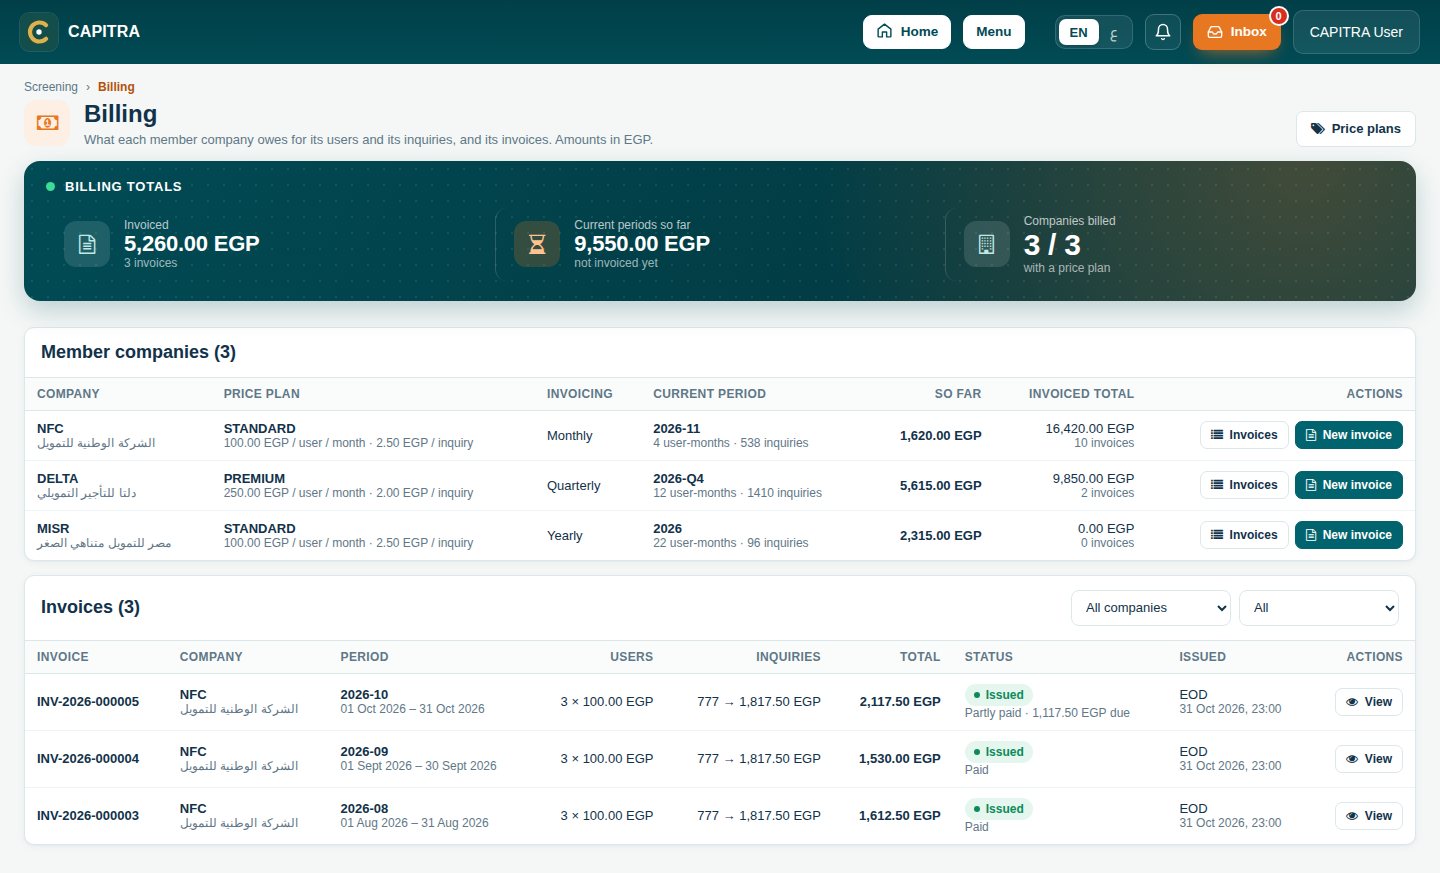 CAPITRA
Home
Menu
EN
ع
Inbox
0
CAPITRA User
Screening › Billing
Billing
What each member company owes for its users and its inquiries, and its invoices. Amounts in EGP.
Price plans
BILLING TOTALS
Invoiced
5,260.00 EGP
3 invoices
Current periods so far
9,550.00 EGP
not invoiced yet
Companies billed
3 / 3
with a price plan
Member companies (3)
COMPANY PRICE PLAN INVOICING CURRENT PERIOD SO FAR INVOICED TOTAL ACTIONS
NFC STANDARD Monthly 2026-11 1,620.00 EGP 16,420.00 EGP Invoices New invoice
الشركة الوطنية للتمويل 100.00 EGP / user / month · 2.50 EGP / inquiry 4 user-months · 538 inquiries 10 invoices
DELTA PREMIUM Quarterly 2026-Q4 5,615.00 EGP 9,850.00 EGP Invoices New invoice
دلتا للتأجير التمويلي 250.00 EGP / user / month · 2.00 EGP / inquiry 12 user-months · 1410 inquiries 2 invoices
MISR STANDARD Yearly 2026 2,315.00 EGP 0.00 EGP Invoices New invoice
مصر للتمويل متناهي الصغر 100.00 EGP / user / month · 2.50 EGP / inquiry 22 user-months · 96 inquiries 0 invoices
Invoices (3)
All companies
All
INVOICE COMPANY PERIOD USERS INQUIRIES TOTAL STATUS ISSUED ACTIONS
INV-2026-000005 NFC 2026-10 3 × 100.00 EGP 777 → 1,817.50 EGP 2,117.50 EGP Issued EOD View
الشركة الوطنية للتمويل 01 Oct 2026 – 31 Oct 2026 Partly paid · 1,117.50 EGP due 31 Oct 2026, 23:00
INV-2026-000004 NFC 2026-09 3 × 100.00 EGP 777 → 1,817.50 EGP 1,530.00 EGP Issued EOD View
الشركة الوطنية للتمويل 01 Sept 2026 – 30 Sept 2026 Paid 31 Oct 2026, 23:00
INV-2026-000003 NFC 2026-08 3 × 100.00 EGP 777 → 1,817.50 EGP 1,612.50 EGP Issued EOD View
الشركة الوطنية للتمويل 01 Aug 2026 – 31 Aug 2026 Paid 31 Oct 2026, 23:00